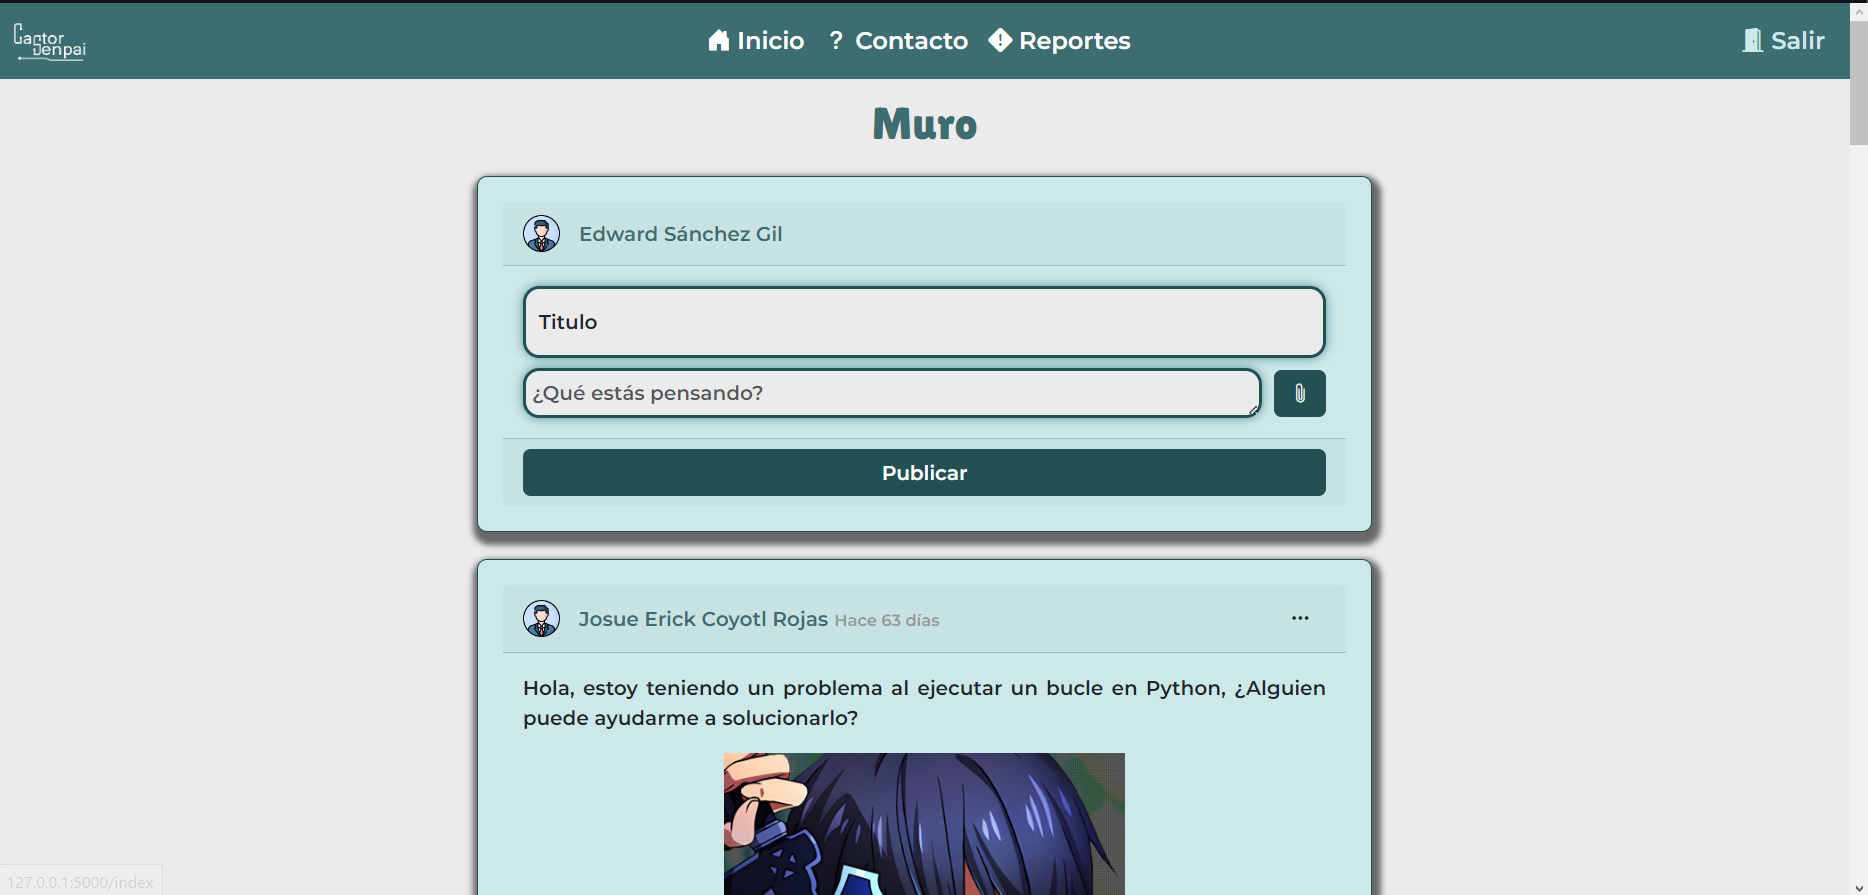 Cantor
Denpai
Inicio
? Contacto
Reportes
Salir
Muro
Edward Sánchez Gil
Titulo
¿Qué estás pensando?
Publicar
Josue Erick Coyotl Rojas Hace 63 días
...
Hola, estoy teniendo un problema al ejecutar un bucle en Python, ¿Alguien
puede ayudarme a solucionarlo?
127.0.0.1:5000/index